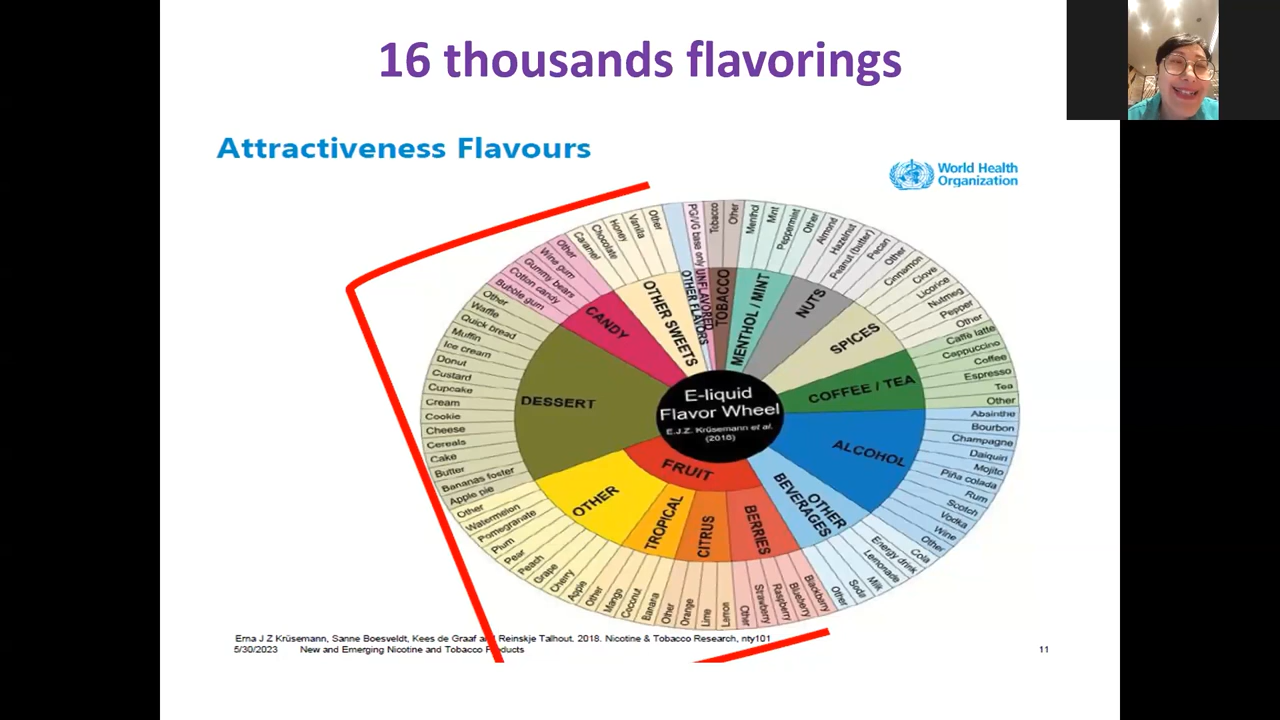 16 thousands flavorings
Attractiveness Flavours
World Health
Organization
E-liquid
Flavor Wheel
E.J.Z. Krüsemann et al.
(2018)
OTHER FLAVORS
UNFLAVORED
PG/VG base only
TOBACCO
Tobacco
Other
MENTHOL / MINT
Menthol
Mint
Peppermint
Other
NUTS
Almond
Hazelnut
Peanut (butter)
Pecan
Other
SPICES
Cinnamon
Clove
Licorice
Nutmeg
Pepper
Other
COFFEE / TEA
Caffè latte
Cappuccino
Coffee
Espresso
Tea
Other
ALCOHOL
Absinthe
Bourbon
Champagne
Daiquiri
Mojito
Piña colada
Rum
Scotch
Vodka
Wine
Other
OTHER
BEVERAGES
Cola
Energy drink
Lemonade
Milk
Soda
Other
FRUIT
BERRIES
Blackberry
Blueberry
Raspberry
Strawberry
Other
CITRUS
Lemon
Lime
Orange
Other
TROPICAL
Banana
Coconut
Mango
Other
OTHER
Apple
Cherry
Grape
Peach
Pear
Plum
Pomegranate
Watermelon
Other
DESSERT
Apple pie
Bananas foster
Butter
Cake
Cereals
Cheese
Cookie
Cream
Cupcake
Custard
Donut
Ice cream
Muffin
Quick bread
Waffle
Other
CANDY
Bubble gum
Cotton candy
Gummy bears
Wine gum
Other
OTHER SWEETS
Caramel
Chocolate
Honey
Vanilla
Other
Erna J Z Krüsemann, Sanne Boesveldt, Kees de Graaf and Reinskje Talhout. 2018. Nicotine & Tobacco Research, nty101
5/30/2023 New and Emerging Nicotine and Tobacco Products 11